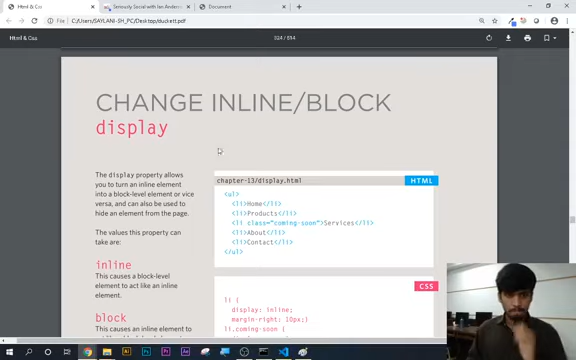 Html & Css
Seriously Social with Ian Anders
Document
File
C:/Users/SAYLANI-SH_PC/Desktop/duckett.pdf
Html & Css
324 / 514
CHANGE INLINE/BLOCK
display
The display property allows
you to turn an inline element
into a block-level element or vice
versa, and can also be used to
hide an element from the page.
The values this property can
take are:
inline
This causes a block-level
element to act like an inline
element.
block
This causes an inline element to
chapter-13/display.html
HTML
<ul>
<li>Home</li>
<li>Products</li>
<li class="coming-soon">Services</li>
<li>About</li>
<li>Contact</li>
</ul>
CSS
li {
display: inline;
margin-right: 10px;}
li.coming-soon {